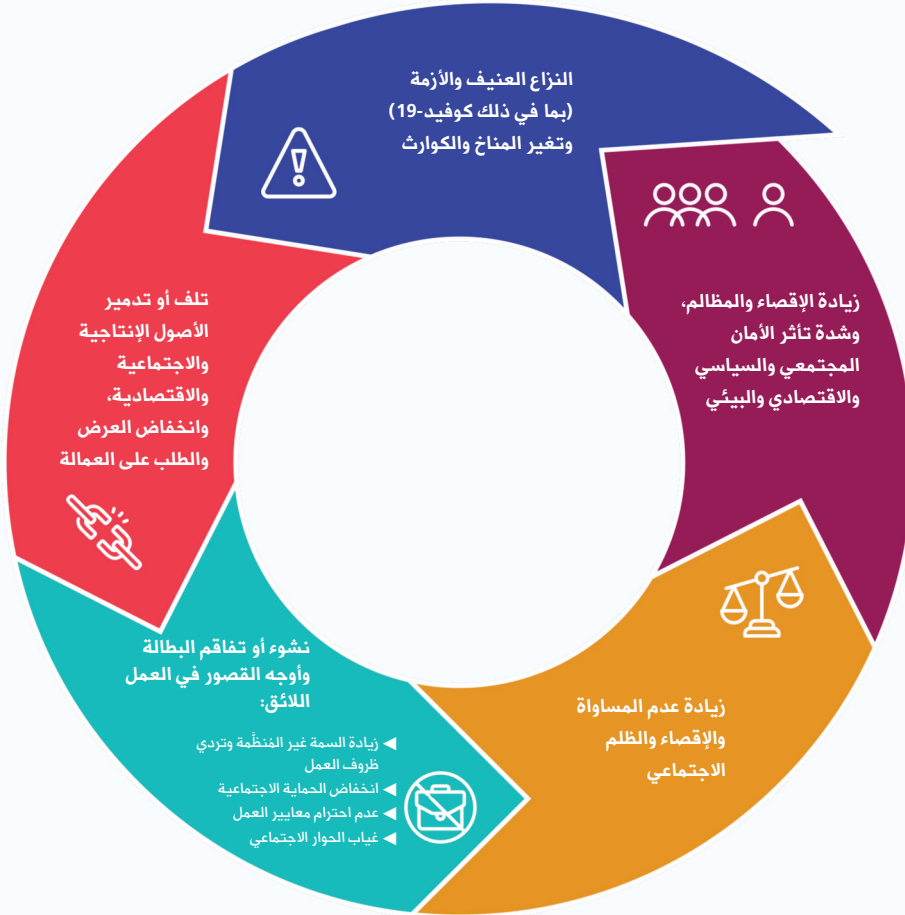 النزاع العنيف والأزمة
(بما في ذلك كوفيد-19)
وتغير المناخ والكوارث
تلف أو تدمير
الأصول الإنتاجية
والاجتماعية
والاقتصادية،
وانخفاض العرض
والطلب على العمالة
نشوء أو تفاقم البطالة
وأوجه القصور في العمل
اللائق:
◀ زيادة السمة غير المُنظَّمة وتردي
ظروف العمل
◀ انخفاض الحماية الاجتماعية
◀ عدم احترام معايير العمل
◀ غياب الحوار الاجتماعي
زيادة عدم المساواة
والإقصاء والظلم
الاجتماعي
زيادة الإقصاء والمظالم،
وشدة تأثر الأمان
المجتمعي والسياسي
والاقتصادي والبيئي